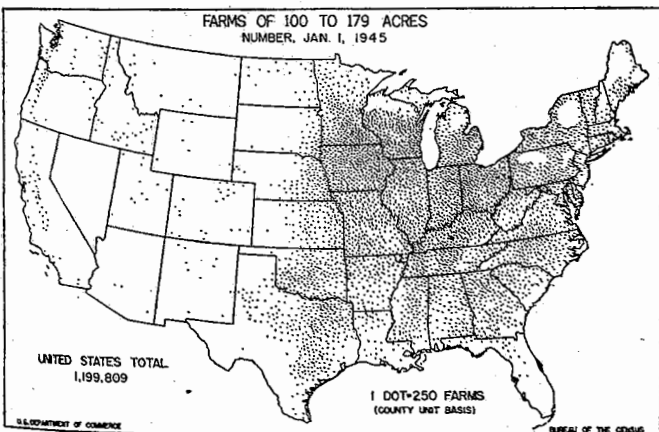 FARMS OF 100 TO 179 ACRES
NUMBER, JAN. 1, 1945
UNITED STATES TOTAL
1,199,809
1 DOT=250 FARMS
(COUNTY UNIT BASIS)
U.S. DEPARTMENT OF COMMERCE
BUREAU OF THE CENSUS